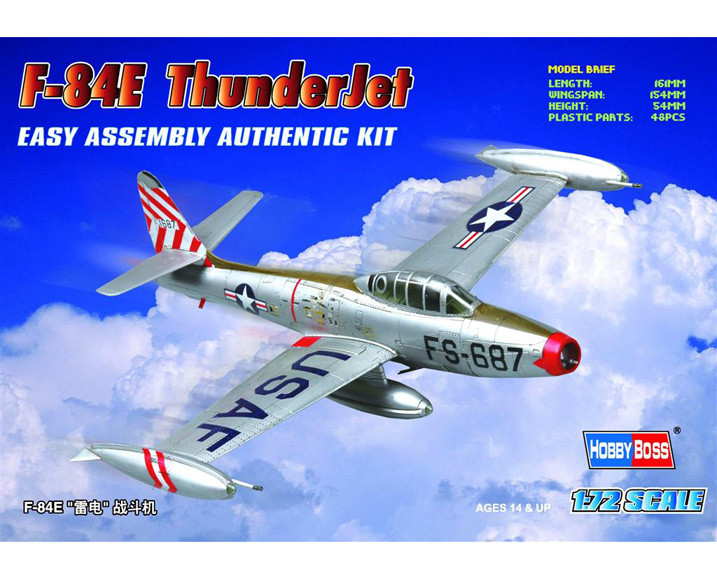 F-84E ThunderJet
EASY ASSEMBLY AUTHENTIC KIT
MODEL BRIEF
LENGTH: 161MM
WINGSPAN: 154MM
HEIGHT: 54MM
PLASTIC PARTS: 48PCS
1687
FS-687
USAF
HOBBY BOSS®
1:72 SCALE
AGES 14 & UP
F-84E "雷电" 战斗机